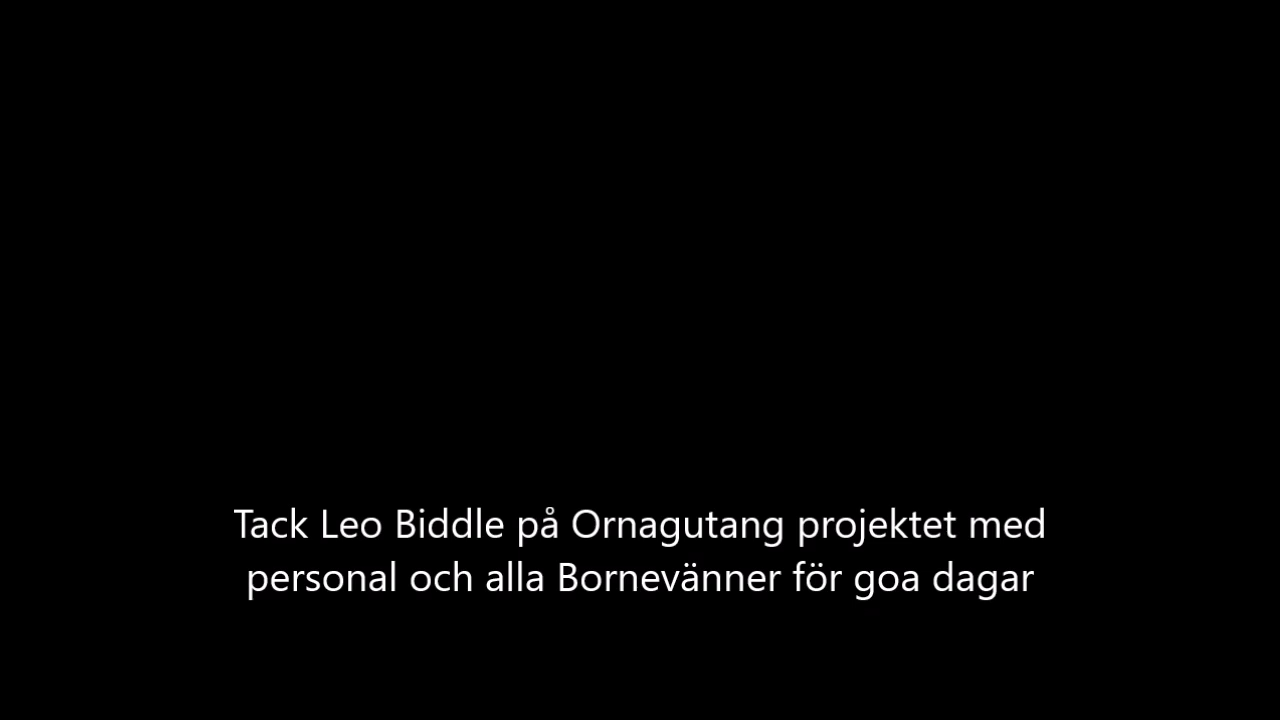 Tack Leo Biddle på Ornagutang projektet med
personal och alla Bornevänner för goa dagar